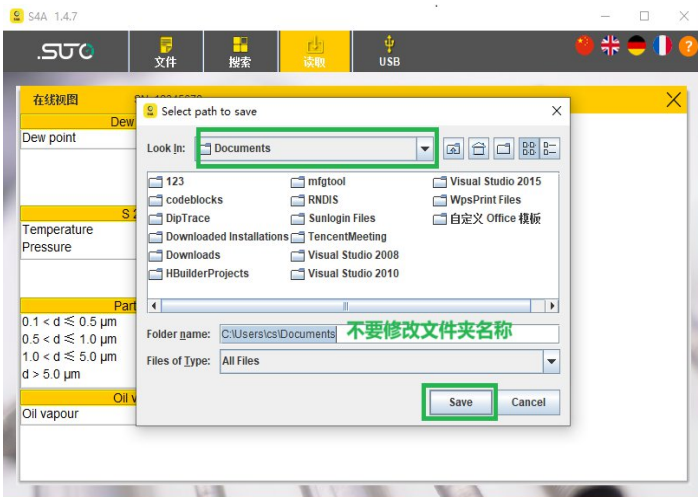 S4A 1.4.7
.SUTO
文件
搜索
读取
USB
在线视图
Select path to save
Dew
Dew point
Look In:
Documents
123
mfgtool
Visual Studio 2015
codeblocks
RNDIS
WpsPrint Files
DipTrace
Sunlogin Files
自定义 Office 模板
Downloaded Installations
TencentMeeting
Downloads
Visual Studio 2008
HBuilderProjects
Visual Studio 2010
Temperature
Pressure
Part
0.1 < d ≤ 0.5 μm
0.5 < d ≤ 1.0 μm
1.0 < d ≤ 5.0 μm
d > 5.0 μm
Folder name:
C:\Users\cs\Documents
不要修改文件夹名称
Files of Type:
All Files
Save
Cancel
Oil v
Oil vapour